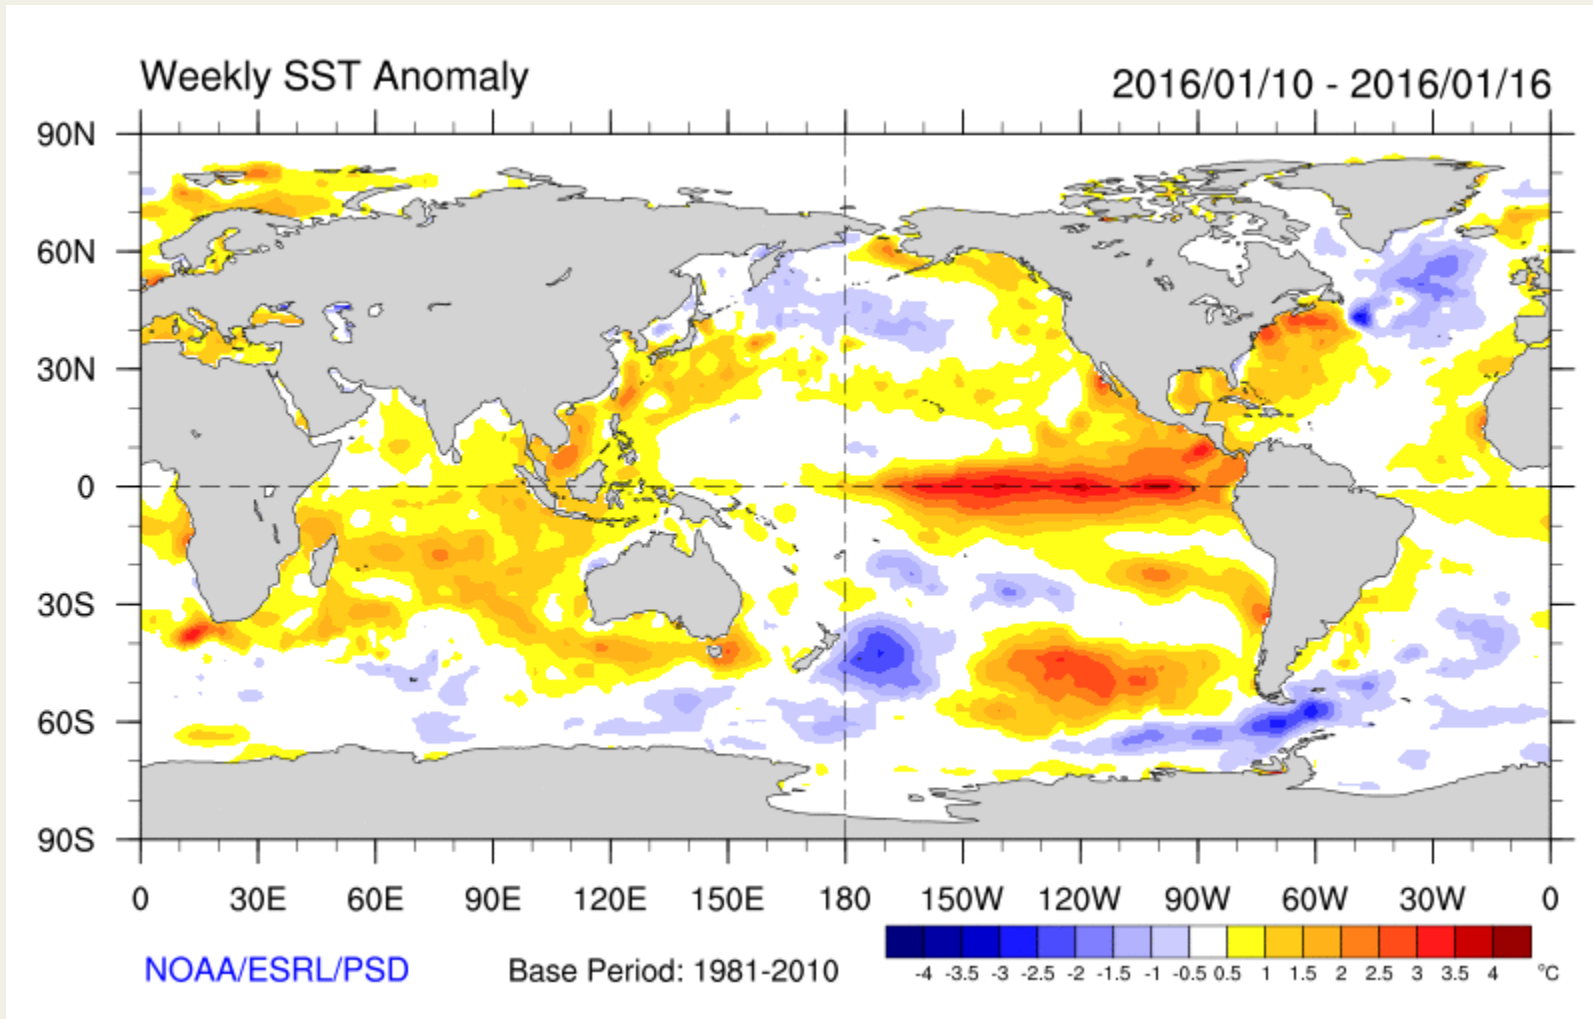 Weekly SST Anomaly
2016/01/10 - 2016/01/16
90N
60N
30N
0
30S
60S
90S
0 30E 60E 90E 120E 150E 180 150W 120W 90W 60W 30W 0
NOAA/ESRL/PSD
Base Period: 1981-2010
-4 -3.5 -3 -2.5 -2 -1.5 -1 -0.5 0.5 1 1.5 2 2.5 3 3.5 4 °C